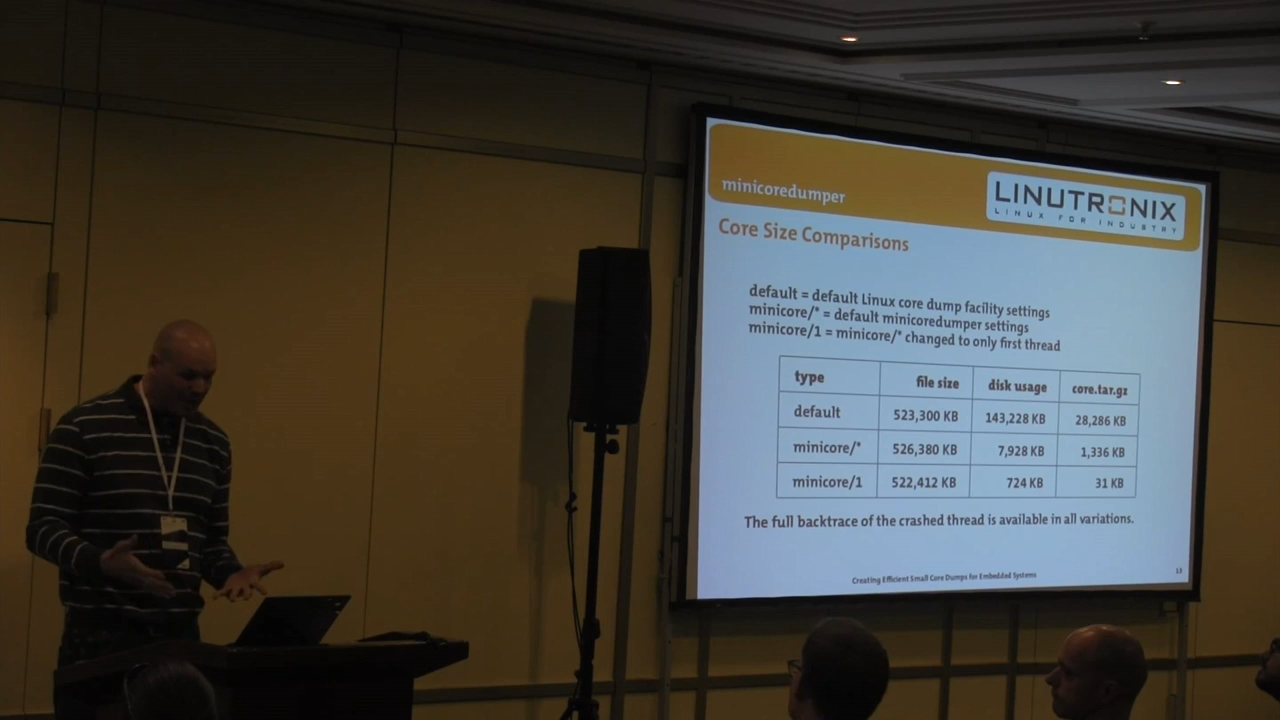 minicoredumper
LINUTRONIX
LINUX FOR INDUSTRY
Core Size Comparisons
default = default Linux core dump facility settings
minicore/* = default minicoredumper settings
minicore/1 = minicore/* changed to only first thread
type file size disk usage core.tar.gz
default 523,300 KB 143,228 KB 28,286 KB
minicore/* 526,380 KB 7,928 KB 1,336 KB
minicore/1 522,412 KB 724 KB 31 KB
The full backtrace of the crashed thread is available in all variations.
Creating Efficient Small Core Dumps for Embedded Systems
13